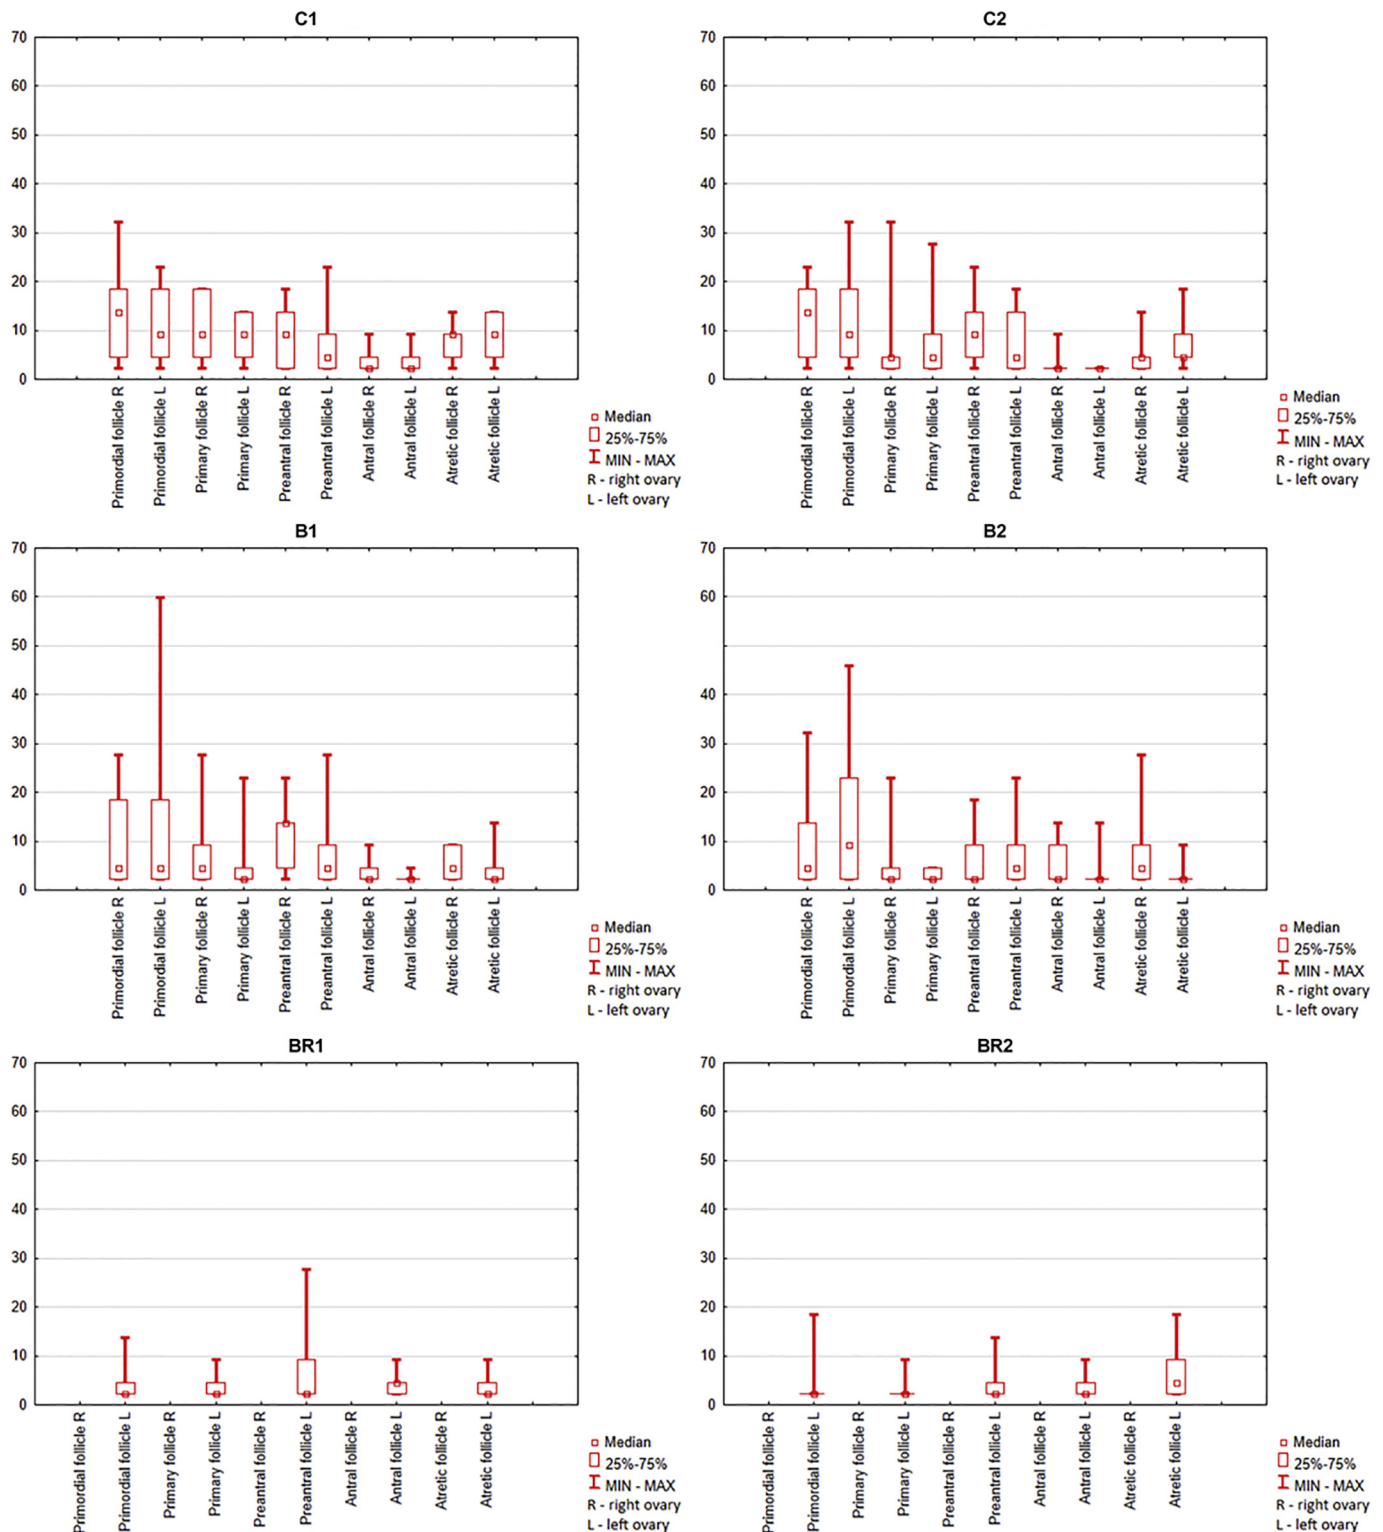 C1
70
60
50
40
30
20
10
0
Primordial follicle R
Primordial follicle L
Primary follicle R
Primary follicle L
Preantral follicle R
Preantral follicle L
Antral follicle R
Antral follicle L
Atretic follicle R
Atretic follicle L
Median
25%-75%
MIN - MAX
R - right ovary
L - left ovary
C2
70
60
50
40
30
20
10
0
Primordial follicle R
Primordial follicle L
Primary follicle R
Primary follicle L
Preantral follicle R
Preantral follicle L
Antral follicle R
Antral follicle L
Atretic follicle R
Atretic follicle L
Median
25%-75%
MIN - MAX
R - right ovary
L - left ovary
B1
70
60
50
40
30
20
10
0
Primordial follicle R
Primordial follicle L
Primary follicle R
Primary follicle L
Preantral follicle R
Preantral follicle L
Antral follicle R
Antral follicle L
Atretic follicle R
Atretic follicle L
Median
25%-75%
MIN - MAX
R - right ovary
L - left ovary
B2
70
60
50
40
30
20
10
0
Primordial follicle R
Primordial follicle L
Primary follicle R
Primary follicle L
Preantral follicle R
Preantral follicle L
Antral follicle R
Antral follicle L
Atretic follicle R
Atretic follicle L
Median
25%-75%
MIN - MAX
R - right ovary
L - left ovary
BR1
70
60
50
40
30
20
10
0
Primordial follicle R
Primordial follicle L
Primary follicle R
Primary follicle L
Preantral follicle R
Preantral follicle L
Antral follicle R
Antral follicle L
Atretic follicle R
Atretic follicle L
Median
25%-75%
MIN - MAX
R - right ovary
L - left ovary
BR2
70
60
50
40
30
20
10
0
Primordial follicle R
Primordial follicle L
Primary follicle R
Primary follicle L
Preantral follicle R
Preantral follicle L
Antral follicle R
Antral follicle L
Atretic follicle R
Atretic follicle L
Median
25%-75%
MIN - MAX
R - right ovary
L - left ovary